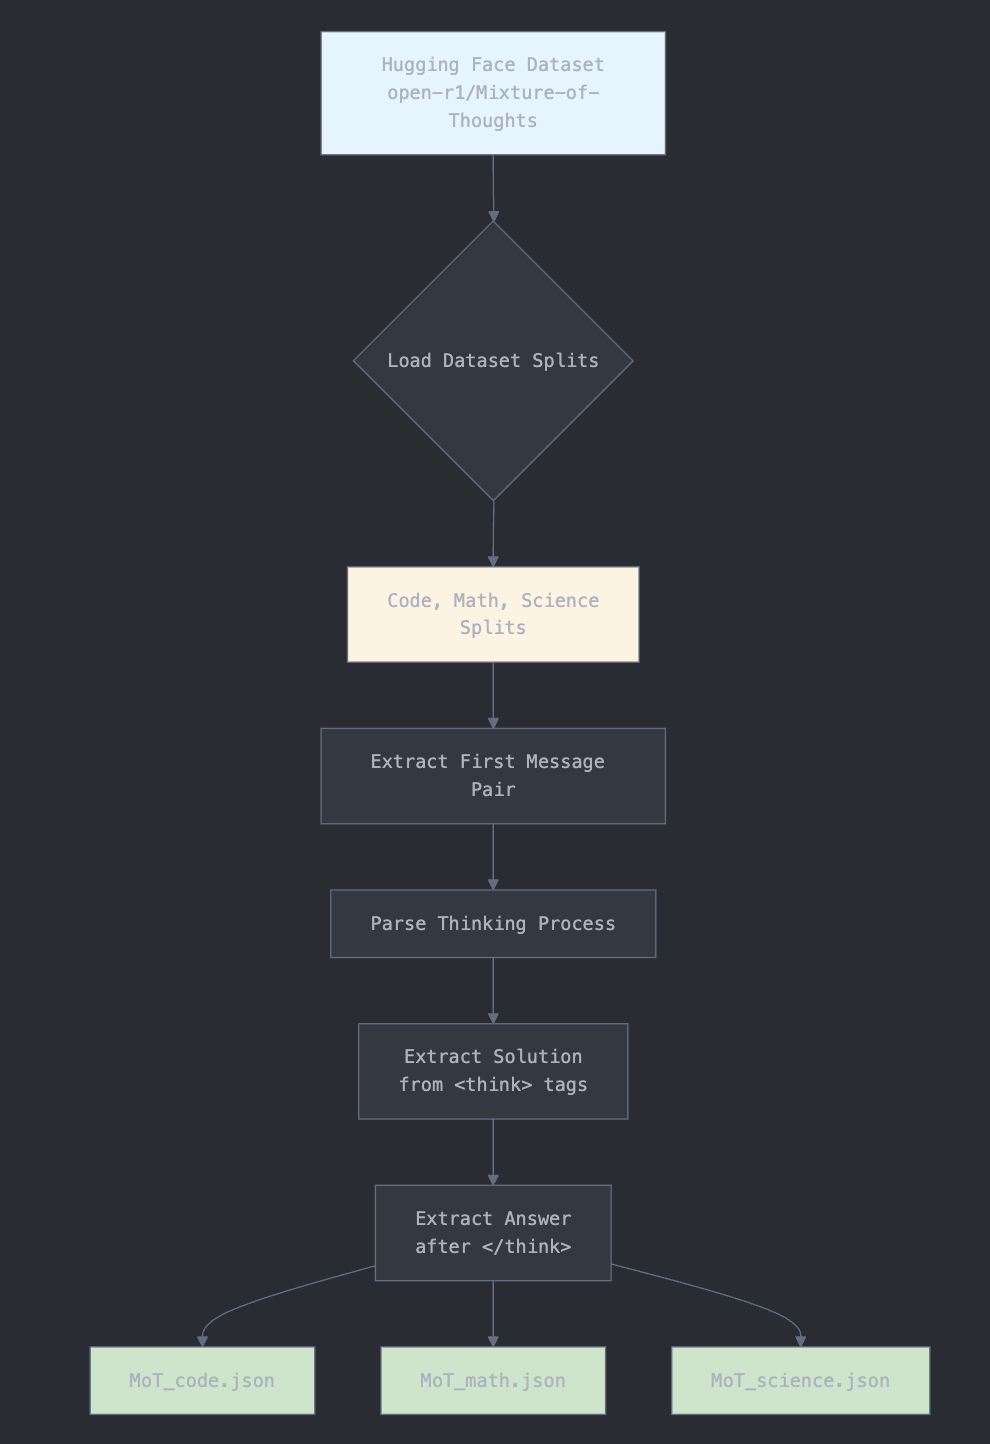 Hugging Face Dataset
open-r1/Mixture-of-
Thoughts
Load Dataset Splits
Code, Math, Science
Splits
Extract First Message
Pair
Parse Thinking Process
Extract Solution
from <think> tags
Extract Answer
after </think>
MoT_code.json
MoT_math.json
MoT_science.json